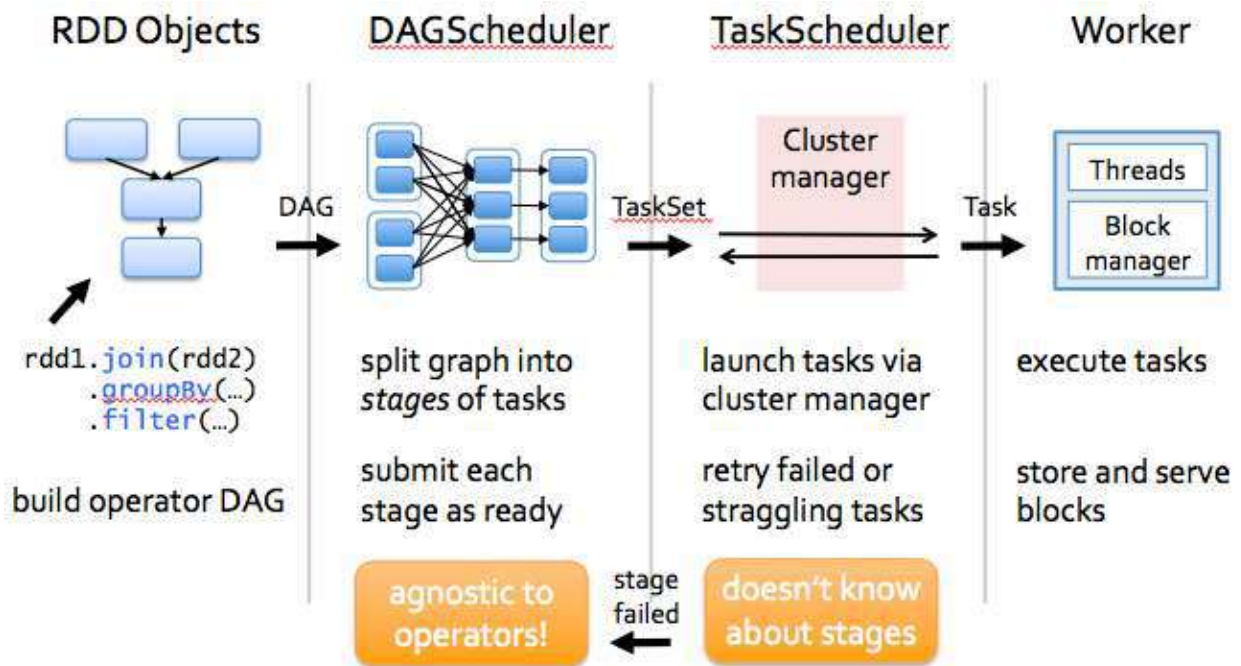 RDD Objects
DAGScheduler
TaskScheduler
Worker
DAG
TaskSet
Cluster
manager
Task
Threads
Block
manager
rdd1.join(rdd2)
.groupBy(…)
.filter(…)
build operator DAG
split graph into
stages of tasks
submit each
stage as ready
launch tasks via
cluster manager
retry failed or
straggling tasks
execute tasks
store and serve
blocks
agnostic to
operators!
stage
failed
doesn't know
about stages